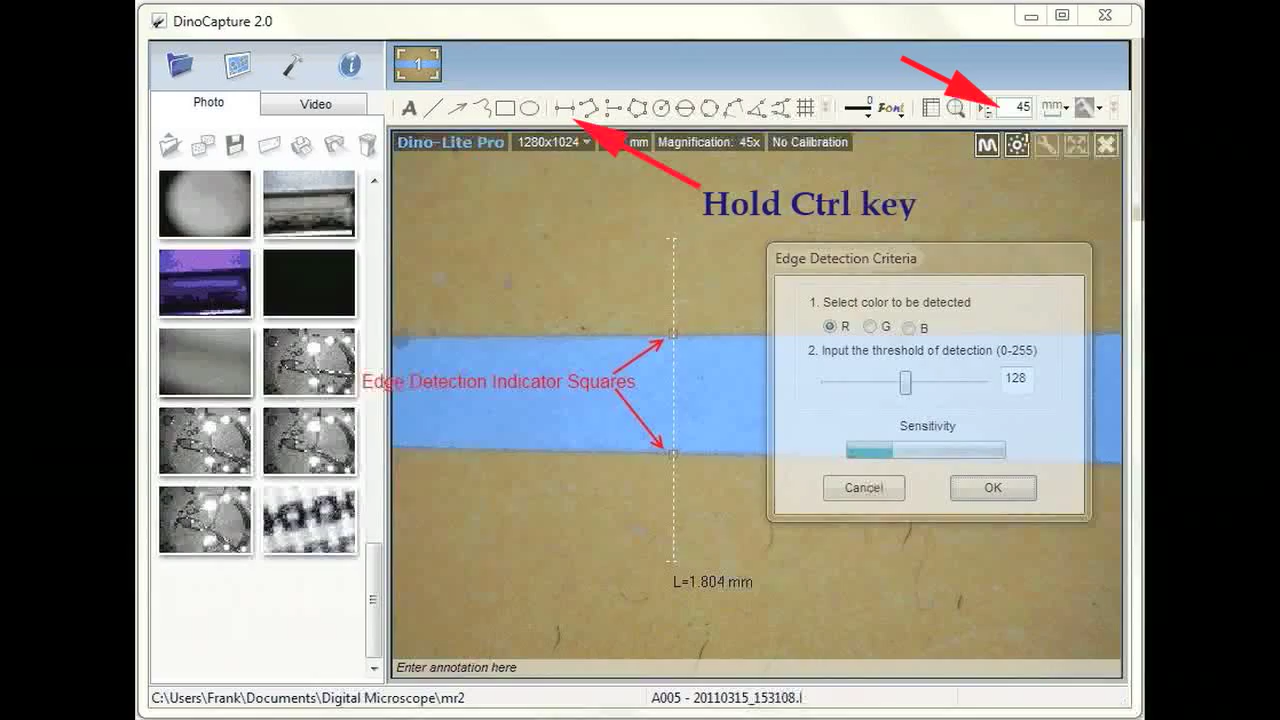 DinoCapture 2.0
1
Photo
Video
A
0
Font
45
mm
Dino-Lite Pro
1280x1024
mm
Magnification: 45x
No Calibration
Hold Ctrl key
Edge Detection Criteria
1. Select color to be detected
R G B
2. Input the threshold of detection (0-255)
128
Edge Detection Indicator Squares
Sensitivity
Cancel
OK
L=1.804 mm
Enter annotation here
C:\Users\Frank\Documents\Digital Microscope\mr2
A005 - 20110315_153108.